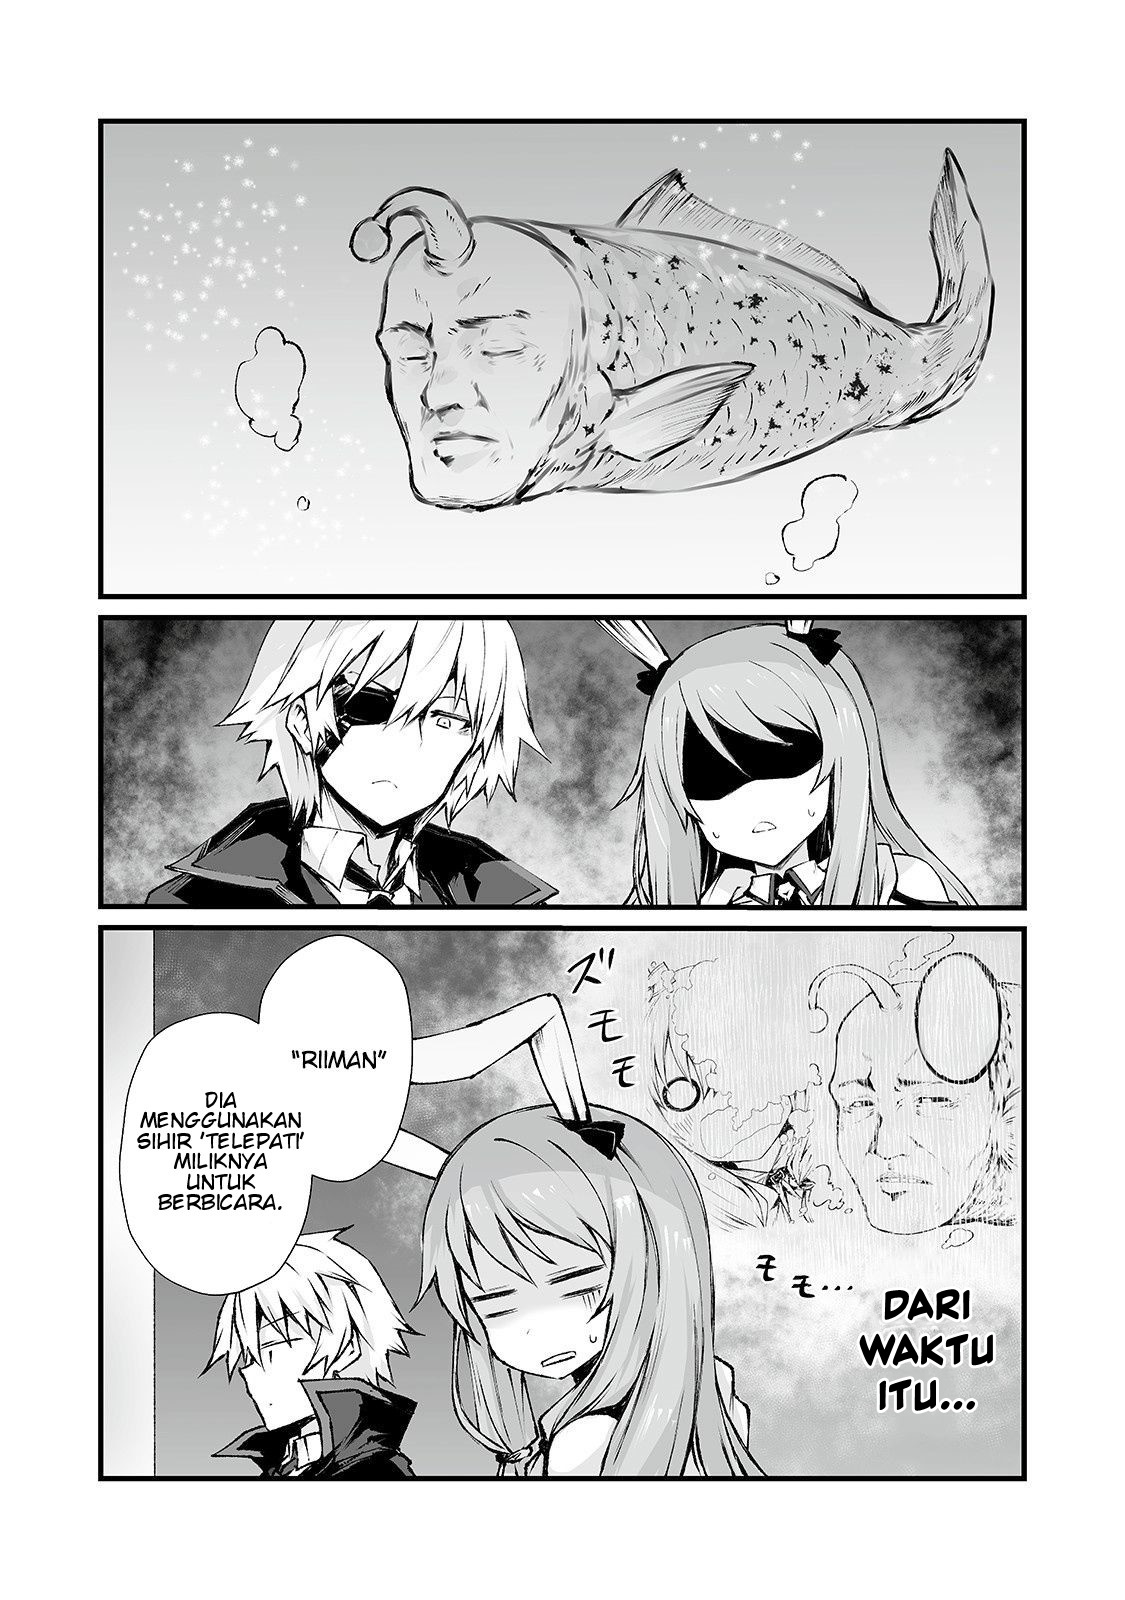 ズモモ
モモ…
DARI
WAKTU
ITU...
"RIIMAN"
DIA
MENGGUNAKAN
SIHIR 'TELEPATI'
MILIKNYA
UNTUK
BERBICARA.